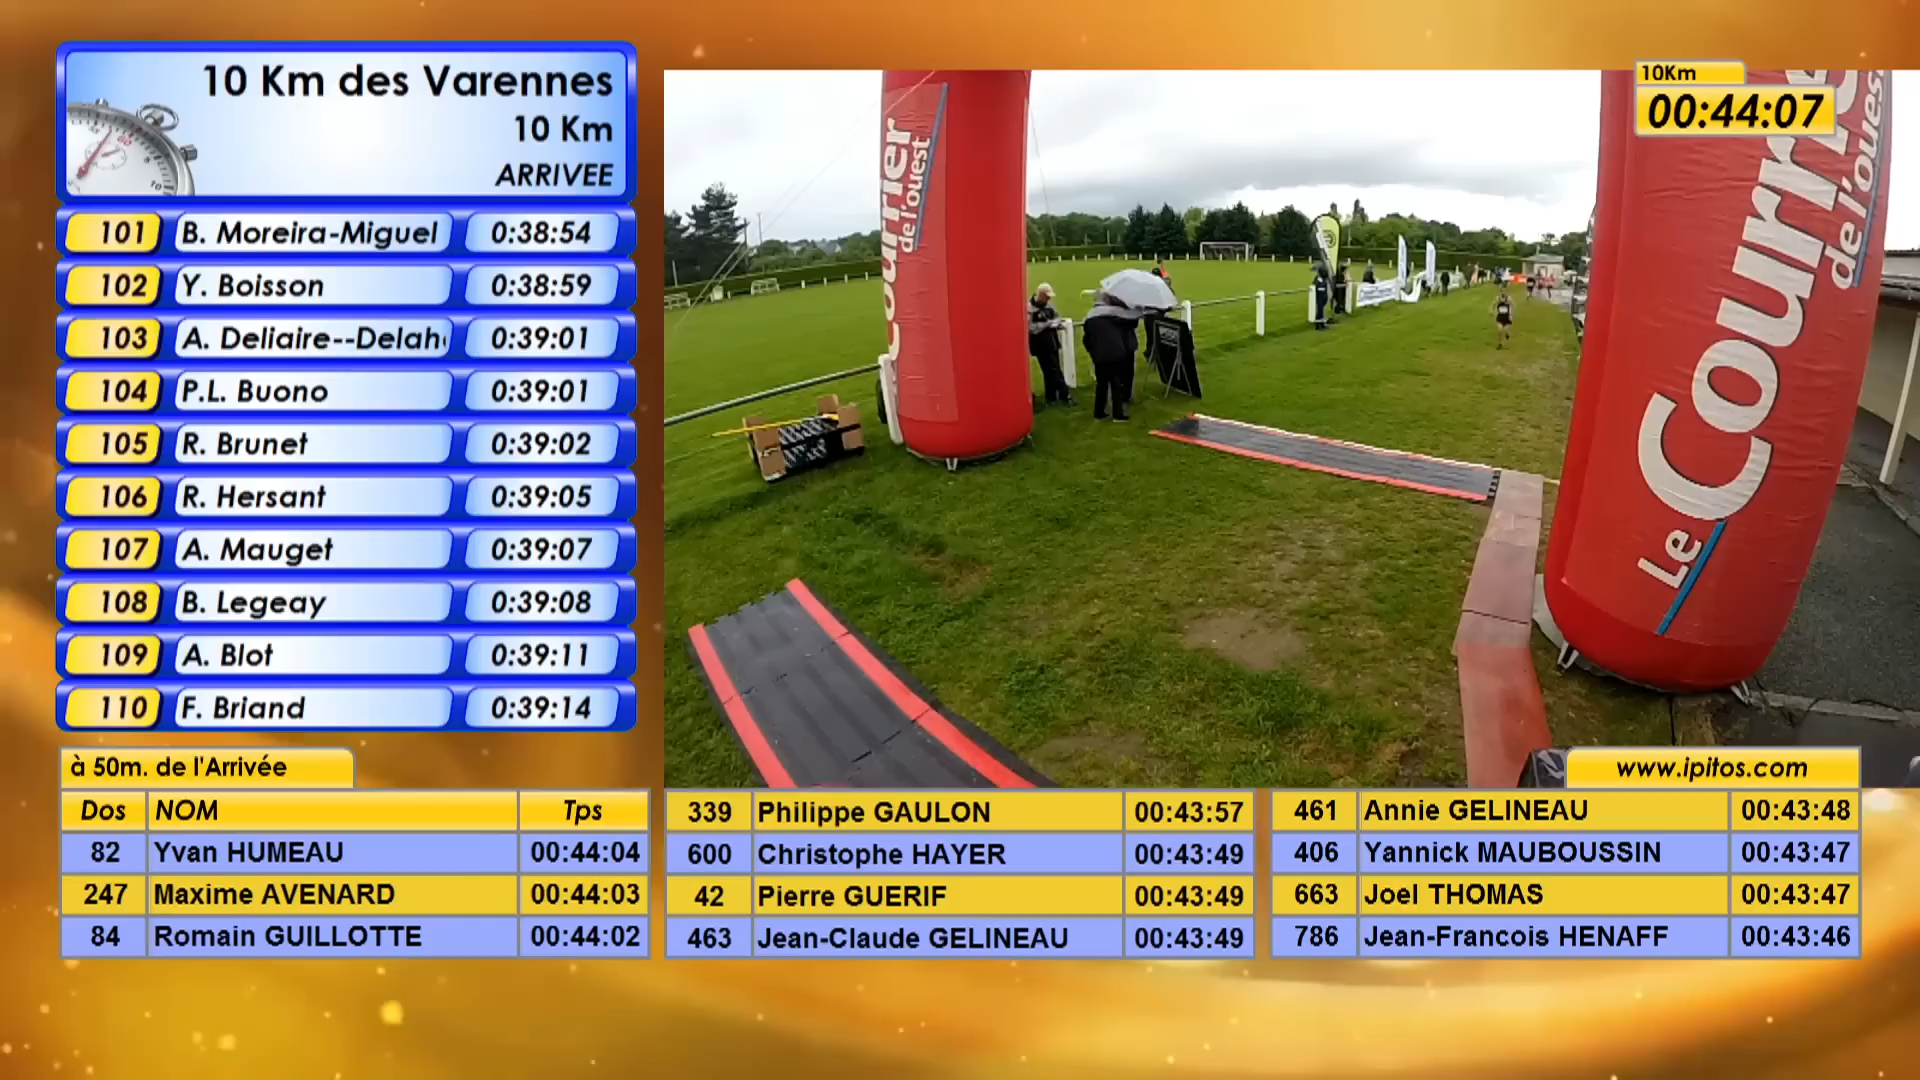 10 Km des Varennes
10 Km
ARRIVEE
101 B. Moreira-Miguel 0:38:54
102 Y. Boisson 0:38:59
103 A. Deliaire--Delah 0:39:01
104 P.L. Buono 0:39:01
105 R. Brunet 0:39:02
106 R. Hersant 0:39:05
107 A. Mauget 0:39:07
108 B. Legeay 0:39:08
109 A. Blot 0:39:11
110 F. Briand 0:39:14
10Km
00:44:07
Courrier
de l'ouest
Le Courrie
de l'ouest
www.ipitos.com
à 50m. de l'Arrivée
Dos NOM Tps
82 Yvan HUMEAU 00:44:04
247 Maxime AVENARD 00:44:03
84 Romain GUILLOTTE 00:44:02
339 Philippe GAULON 00:43:57
600 Christophe HAYER 00:43:49
42 Pierre GUERIF 00:43:49
463 Jean-Claude GELINEAU 00:43:49
461 Annie GELINEAU 00:43:48
406 Yannick MAUBOUSSIN 00:43:47
663 Joel THOMAS 00:43:47
786 Jean-Francois HENAFF 00:43:46